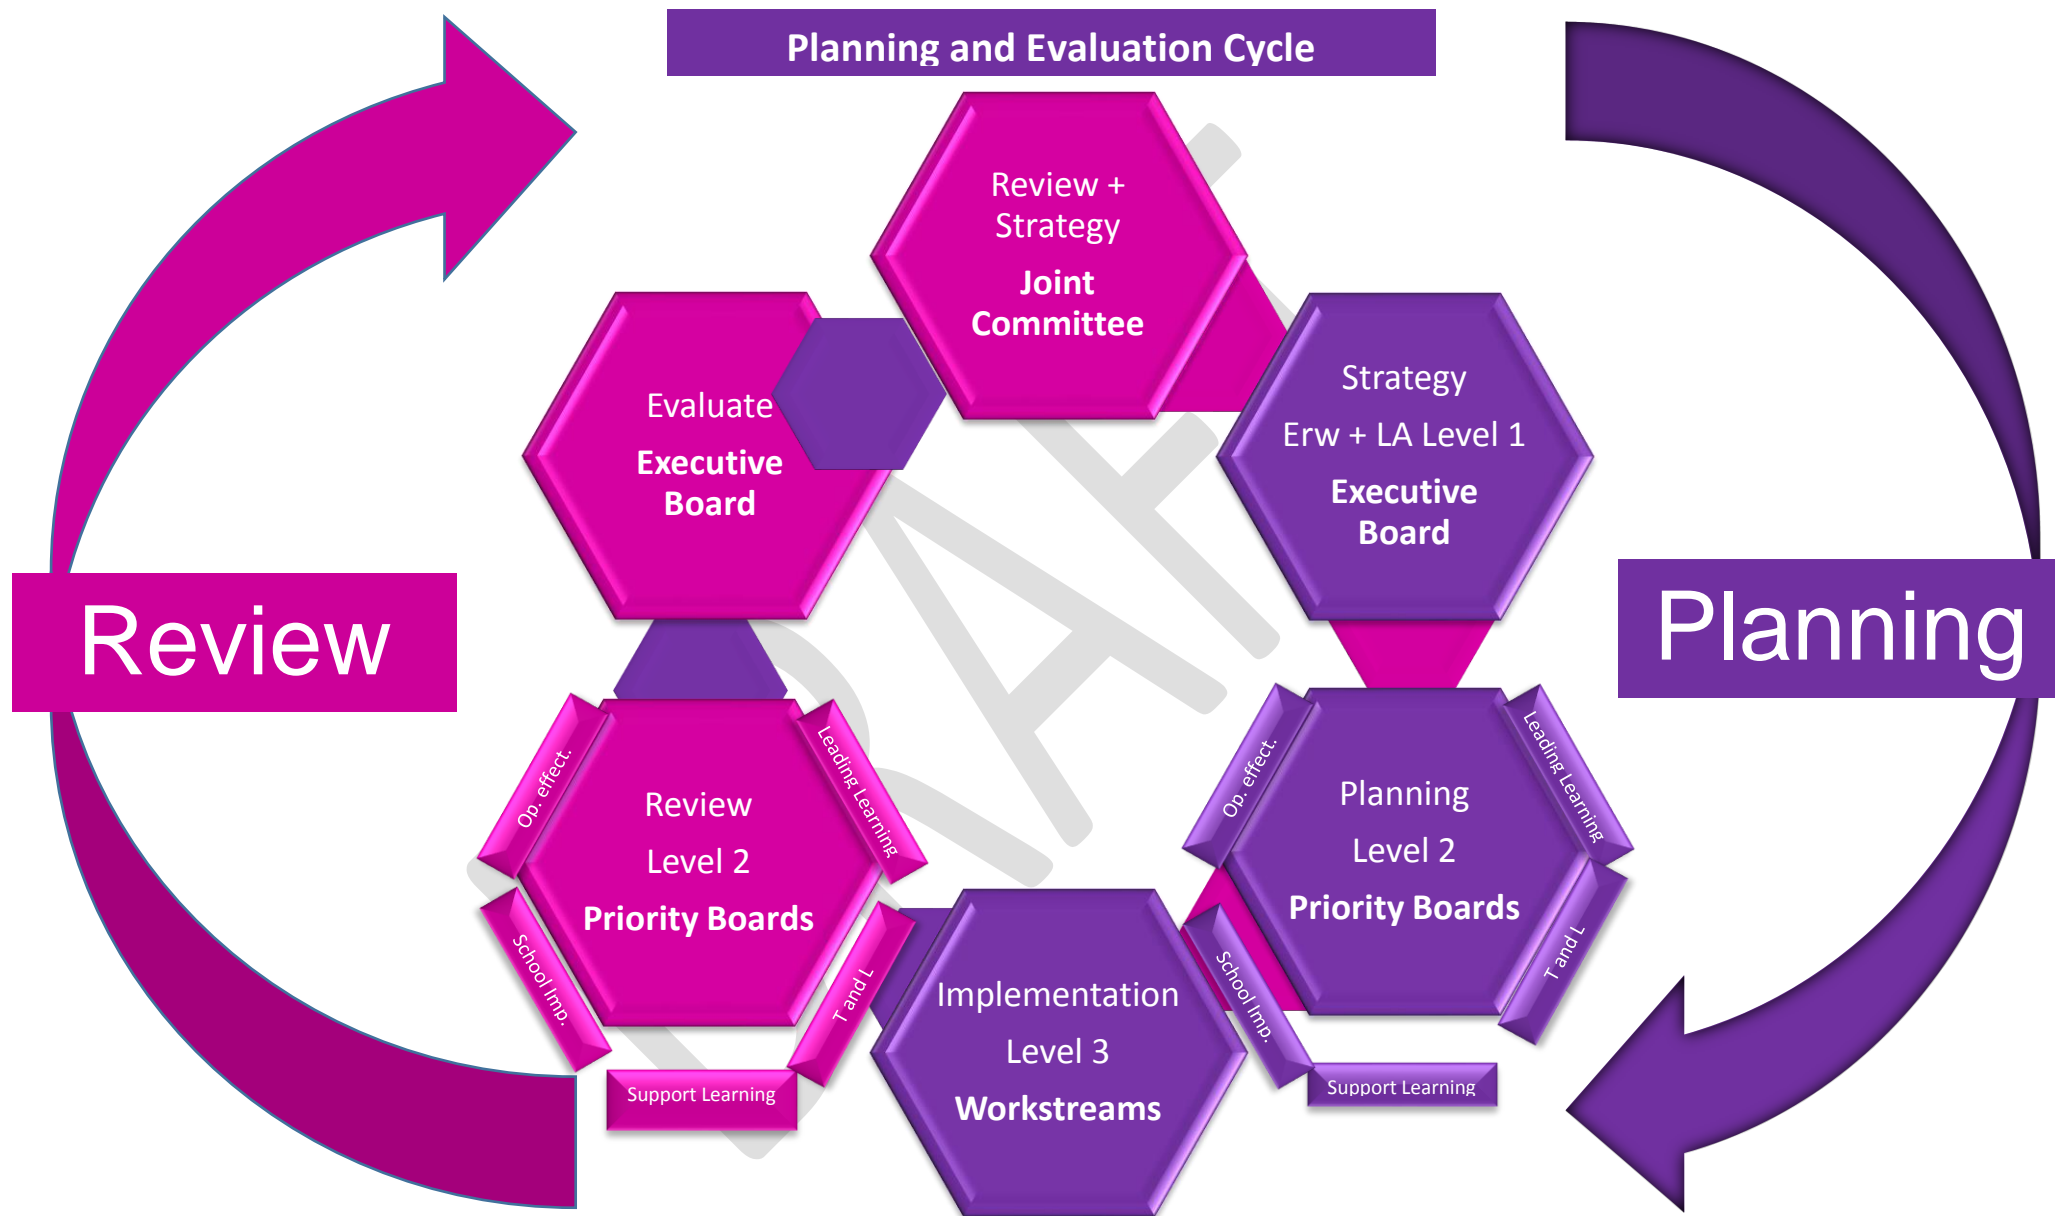 Planning and Evaluation Cycle
Review +
Strategy
Joint
Committee
Strategy
Erw + LA Level 1
Executive
Board
Evaluate
Executive
Board
Review
Planning
Op. effect.
Leading Learning
Review
Level 2
Priority Boards
School Imp.
T and L
Support Learning
Op. effect.
Leading Learning
Planning
Level 2
Priority Boards
School Imp.
T and L
Support Learning
Implementation
Level 3
Workstreams
DRAFT